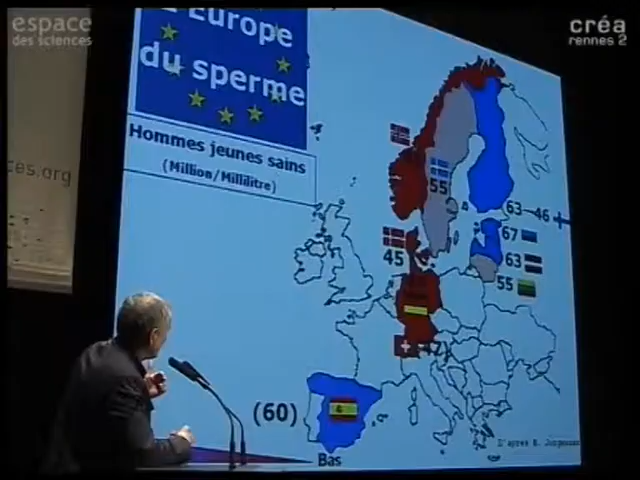 espace
des sciences
créa
rennes 2
L'Europe
du sperme
Hommes jeunes sains
(Million/Millilitre)
ces.org
55
63-46
67
63
55
45
(60)
Bas
D'après N. Jorgensen